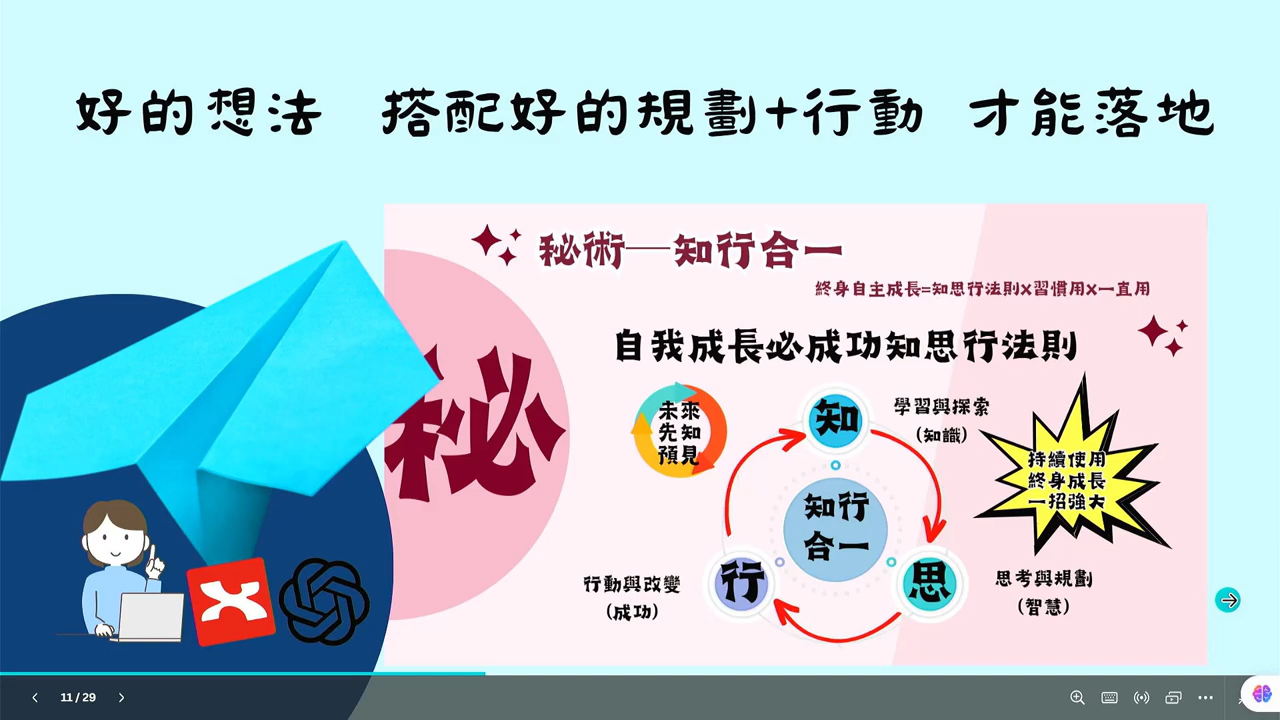 好的想法 搭配好的規劃+行動 才能落地
秘術──知行合一
終身自主成長=知思行法則X習慣用X一直用
自我成長必成功知思行法則
秘
未來
先知
預見
知
學習與探索
(知識)
持續使用
終身成長
一招強大
知行
合一
行動與改變
(成功)
行
思
思考與規劃
(智慧)
11 / 29